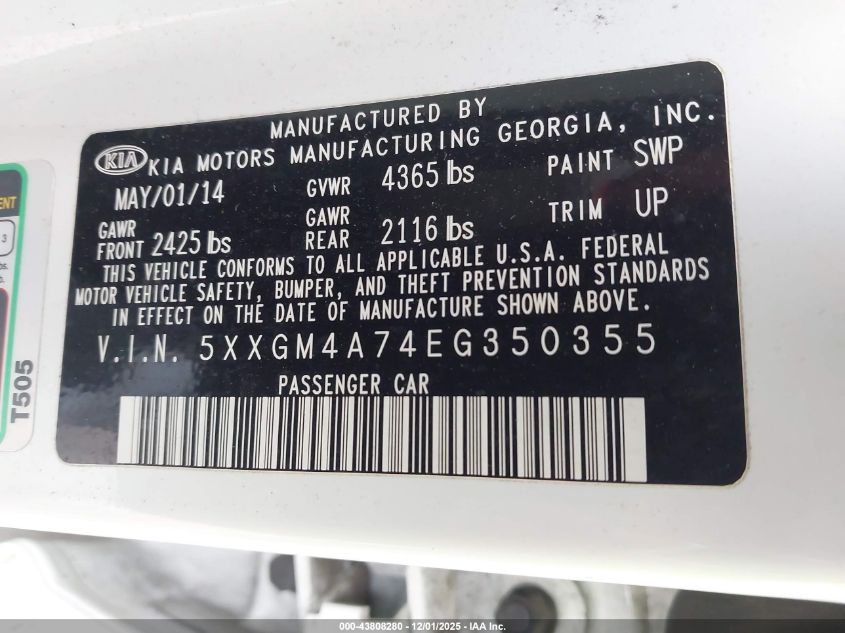 MANUFACTURED BY
KIA KIA MOTORS MANUFACTURING GEORGIA, INC.
MAY/01/14 GVWR 4365 lbs PAINT SWP
GAWR FRONT 2425 lbs GAWR REAR 2116 lbs TRIM UP
THIS VEHICLE CONFORMS TO ALL APPLICABLE U.S.A. FEDERAL
MOTOR VEHICLE SAFETY, BUMPER, AND THEFT PREVENTION STANDARDS
IN EFFECT ON THE DATE OF MANUFACTURE SHOWN ABOVE.
V.I.N. 5XXGM4A74EG350355
PASSENGER CAR
T505
3
000-43808280 - 12/01/2025 - IAA Inc.